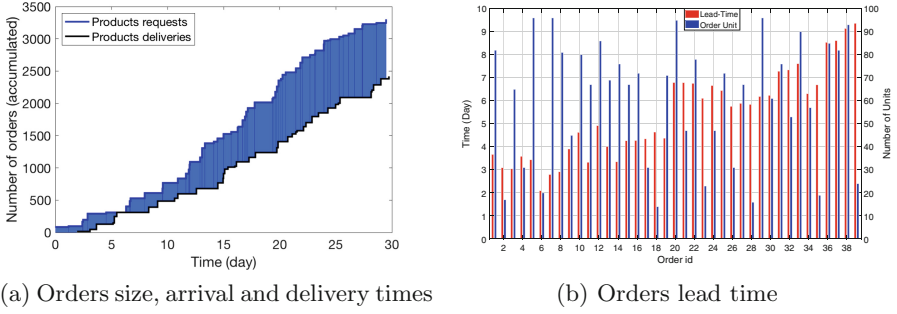 Number of orders (accumulated)
3500
3000
2500
2000
1500
1000
500
0
Products requests
Products deliveries
0 5 10 15 20 25 30
Time (day)
(a) Orders size, arrival and delivery times
Time (Day)
10
9
8
7
6
5
4
3
2
1
0
Lead-Time
Order Unit
100
90
80
70
60
50
40
30
20
10
0
Number of Units
2 4 6 8 10 12 14 16 18 20 22 24 26 28 30 32 34 36 38
Order id
(b) Orders lead time